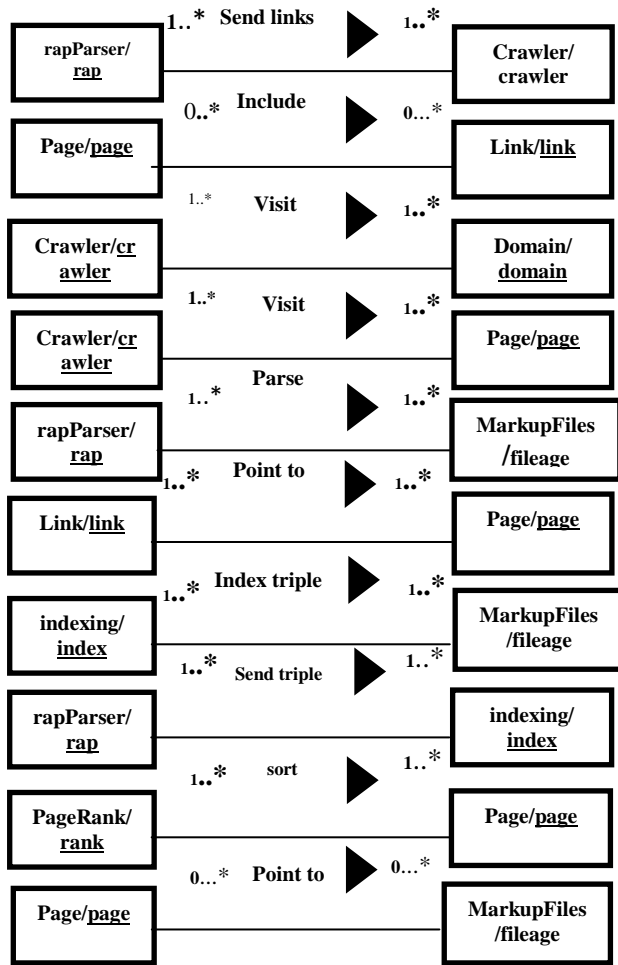 1..* Send links 1..*
rapParser/
rap
Crawler/
crawler
0..* Include 0...*
Page/page
Link/link
1..* Visit 1..*
Crawler/cr
awler
Domain/
domain
1..* Visit 1..*
Crawler/cr
awler
Page/page
Parse
1..* 1..*
rapParser/
rap
MarkupFiles
/fileage
1..* Point to 1..*
Link/link
Page/page
1..* Index triple 1..*
indexing/
index
MarkupFiles
/fileage
1..* Send triple 1..*
rapParser/
rap
indexing/
index
1..* sort 1..*
PageRank/
rank
Page/page
0...* Point to 0...*
Page/page
MarkupFiles
/fileage